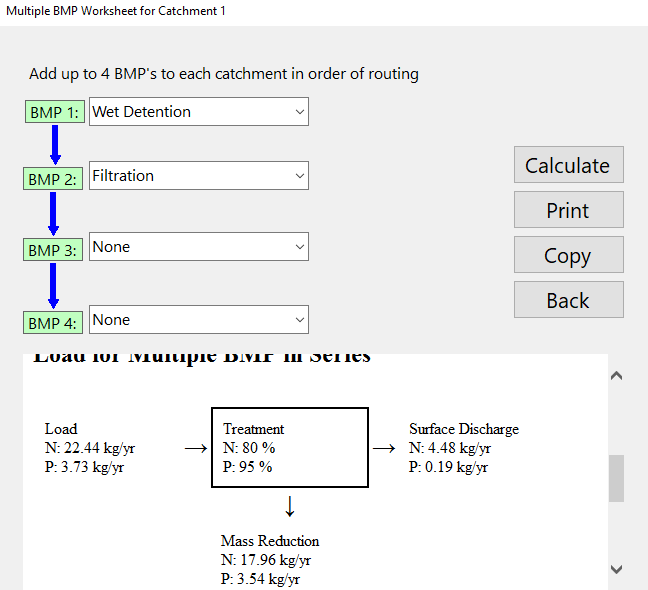 Multiple BMP Worksheet for Catchment 1
Add up to 4 BMP's to each catchment in order of routing
BMP 1: Wet Detention
BMP 2: Filtration
BMP 3: None
BMP 4: None
Calculate
Print
Copy
Back
Load for Multiple BMP in Series
Load
N: 22.44 kg/yr
P: 3.73 kg/yr
→
Treatment
N: 80 %
P: 95 %
→
Surface Discharge
N: 4.48 kg/yr
P: 0.19 kg/yr
↓
Mass Reduction
N: 17.96 kg/yr
P: 3.54 kg/yr